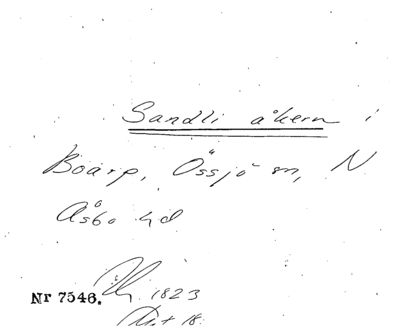 Sandli åkern i
Boarp, Össjö sn, N
Åsbo hd
Nr 7546. 1823